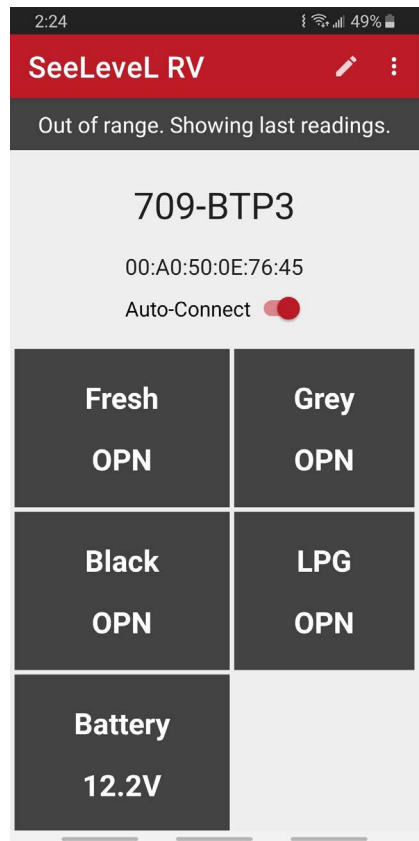 2:24 49%
SeeLeveL RV
Out of range. Showing last readings.
709-BTP3
00:A0:50:0E:76:45
Auto-Connect
Fresh Grey
OPN OPN
Black LPG
OPN OPN
Battery
12.2V